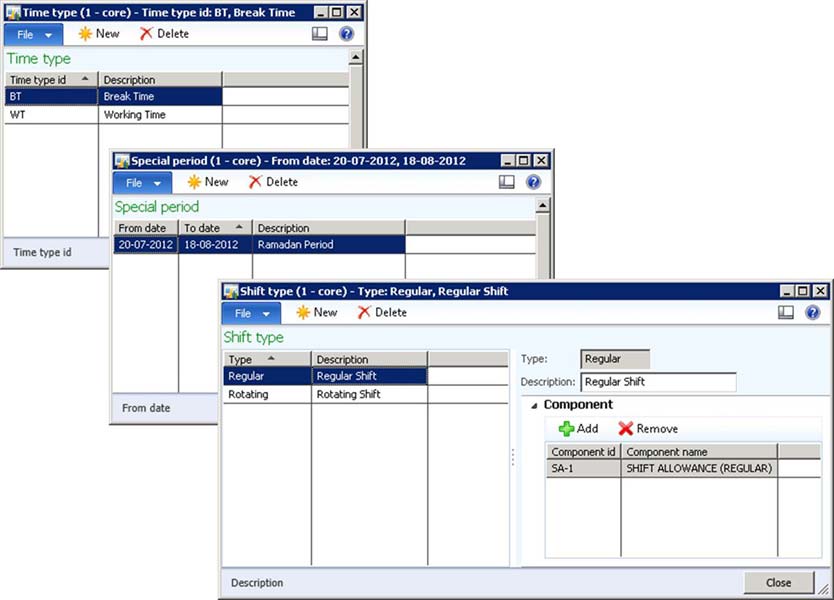 Time type (1 - core) - Time type id: BT, Break Time
File New Delete
Time type
Time type id Description
BT Break Time
WT Working Time
Time type id
Special period (1 - core) - From date: 20-07-2012, 18-08-2012
File New Delete
Special period
From date To date Description
20-07-2012 18-08-2012 Ramadan Period
From date
Shift type (1 - core) - Type: Regular, Regular Shift
File New Delete
Shift type
Type Description
Regular Regular Shift
Rotating Rotating Shift
Type: Regular
Description: Regular Shift
Component
Add Remove
Component id Component name
SA-1 SHIFT ALLOWANCE (REGULAR)
Description
Close